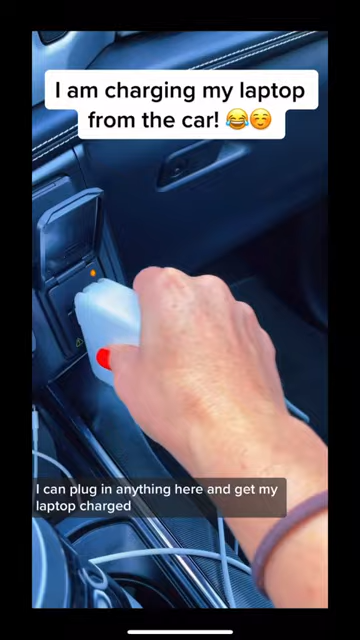 I am charging my laptop
from the car! 😂☺️
I can plug in anything here and get my
laptop charged